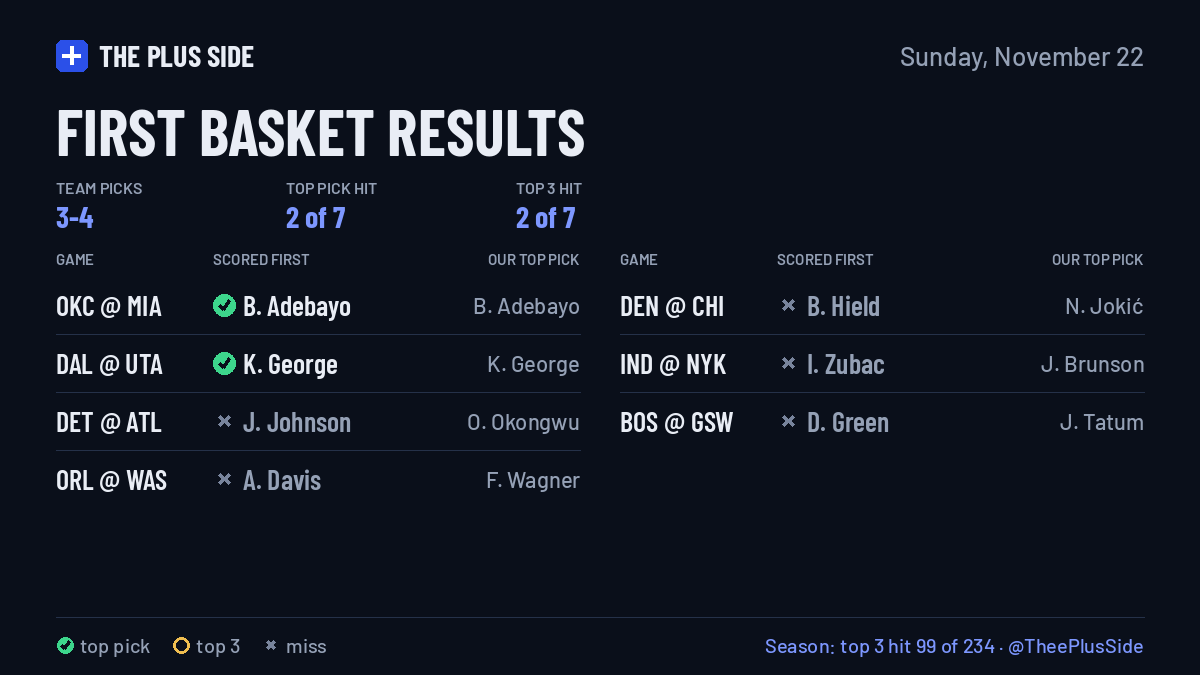 THE PLUS SIDE
Sunday, November 22
FIRST BASKET RESULTS
TEAM PICKS TOP PICK HIT TOP 3 HIT
3-4 2 of 7 2 of 7
GAME SCORED FIRST OUR TOP PICK
OKC @ MIA B. Adebayo B. Adebayo
DAL @ UTA K. George K. George
DET @ ATL J. Johnson O. Okongwu
ORL @ WAS A. Davis F. Wagner
GAME SCORED FIRST OUR TOP PICK
DEN @ CHI B. Hield N. Jokić
IND @ NYK I. Zubac J. Brunson
BOS @ GSW D. Green J. Tatum
top pick top 3 miss
Season: top 3 hit 99 of 234 · @TheePlusSide